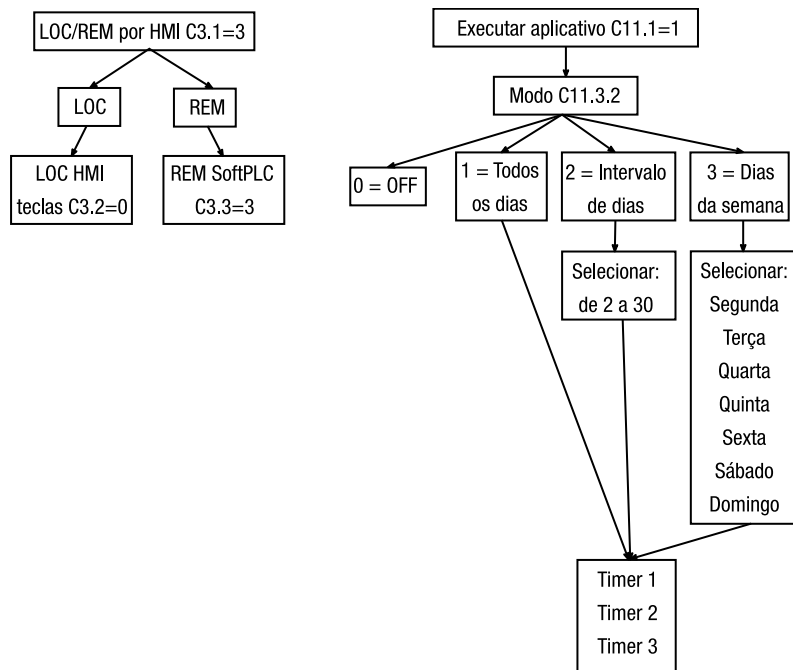 LOC/REM por HMI C3.1=3
LOC
REM
LOC HMI
teclas C3.2=0
REM SoftPLC
C3.3=3
Executar aplicativo C11.1=1
Modo C11.3.2
0 = OFF
1 = Todos
os dias
2 = Intervalo
de dias
3 = Dias
da semana
Selecionar:
de 2 a 30
Selecionar:
Segunda
Terça
Quarta
Quinta
Sexta
Sábado
Domingo
Timer 1
Timer 2
Timer 3